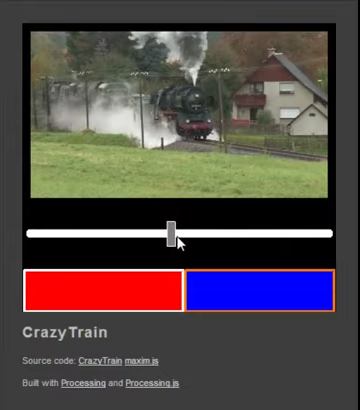 CrazyTrain
Source code: CrazyTrain maxim.js
Built with Processing and Processing.js